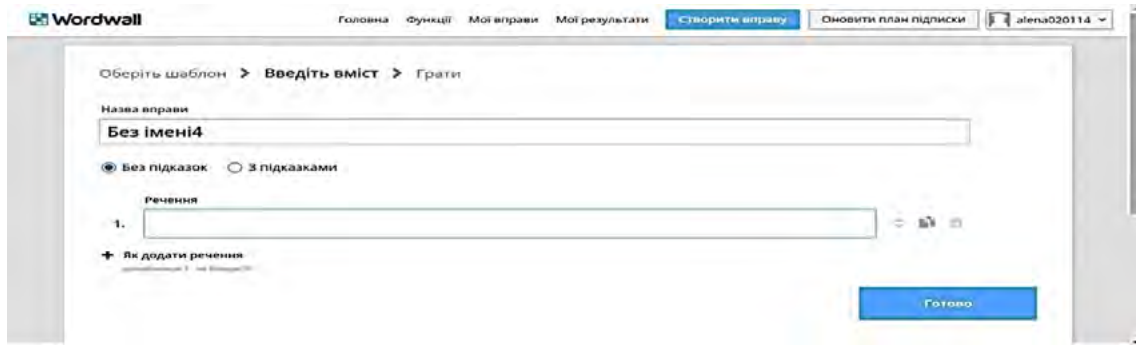 Wordwall
Головна Функції Мої вправи Мої результати Створити вправу Оновити план підписки alena020114
Оберіть шаблон > Введіть вміст > Грати
Назва вправи
Без імені4
Без підказок З підказками
Речення
1.
+ Як додати речення
Готово